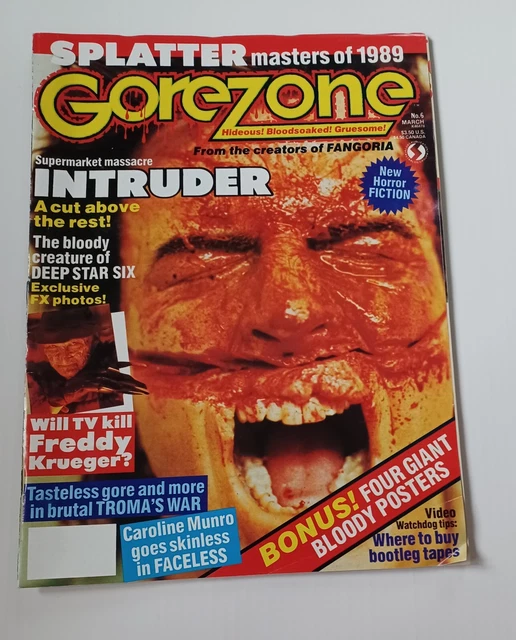 SPLATTER masters of 1989
GoreZone
Hideous! Bloodsoaked! Gruesome!
From the creators of FANGORIA
No.6
MARCH
$3.50 U.S.
Supermarket massacre
INTRUDER
A cut above
the rest!
New
Horror
FICTION
The bloody
creature of
DEEP STAR SIX
Exclusive
FX photos!
Will TV kill
Freddy
Krueger?
Tasteless gore and more
in brutal TROMA'S WAR
Caroline Munro
goes skinless
in FACELESS
BONUS! FOUR GIANT
BLOODY POSTERS
Video
Watchdog tips:
Where to buy
bootleg tapes